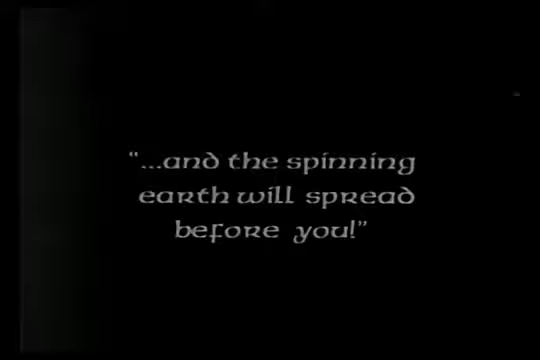 "...and the spinning
earth will spread
before you!"